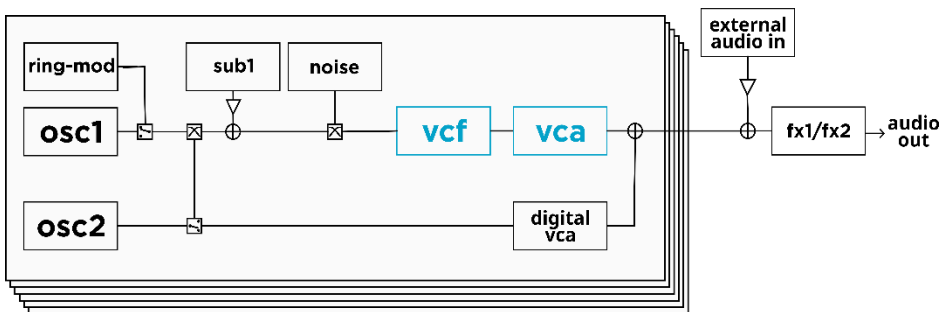 external
audio in
ring-mod
sub1
noise
osc1
vcf
vca
fx1/fx2
audio
out
osc2
digital
vca